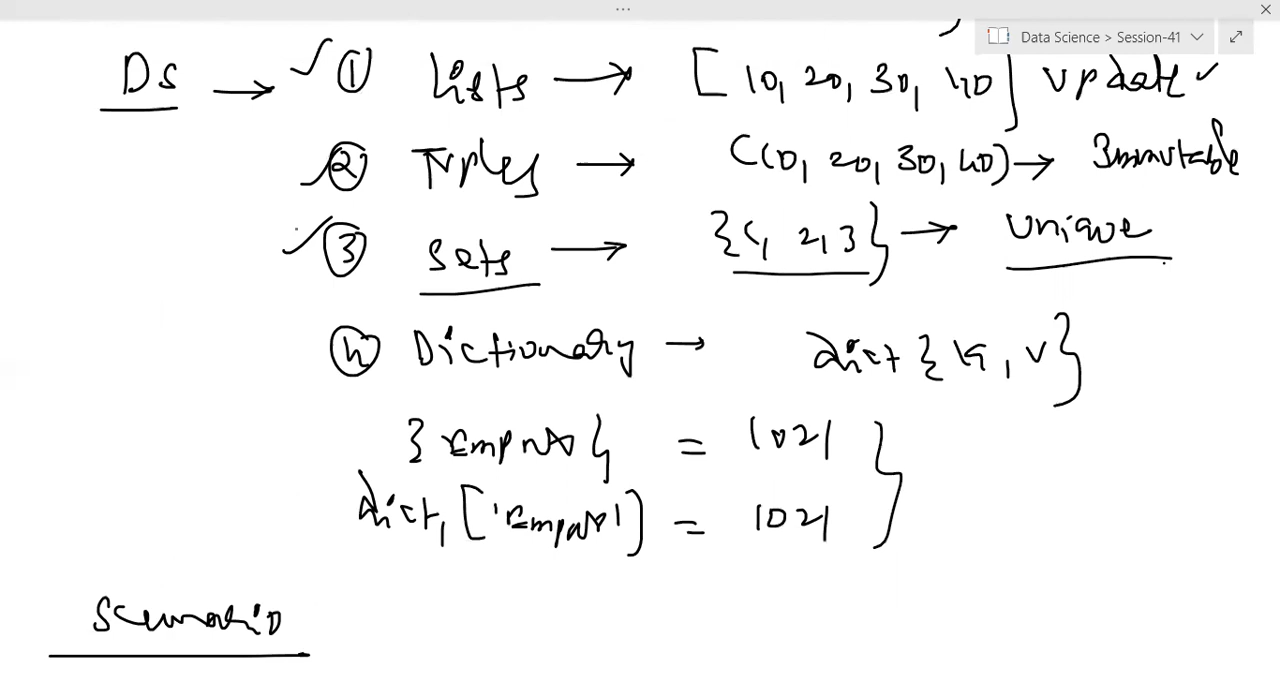 Data Science > Session-41
DS → ✓ ① Lists → [10, 20, 30, 40] update ✓
✓ ② Tuples → (10, 20, 30, 40) → Immutable
✓ ③ Sets → {1, 2, 3} → Unique
④ Dictionary → dict {K, V}
{EmpNo} = 1021
dict, ['EmpNo'] = 1021
Scenario